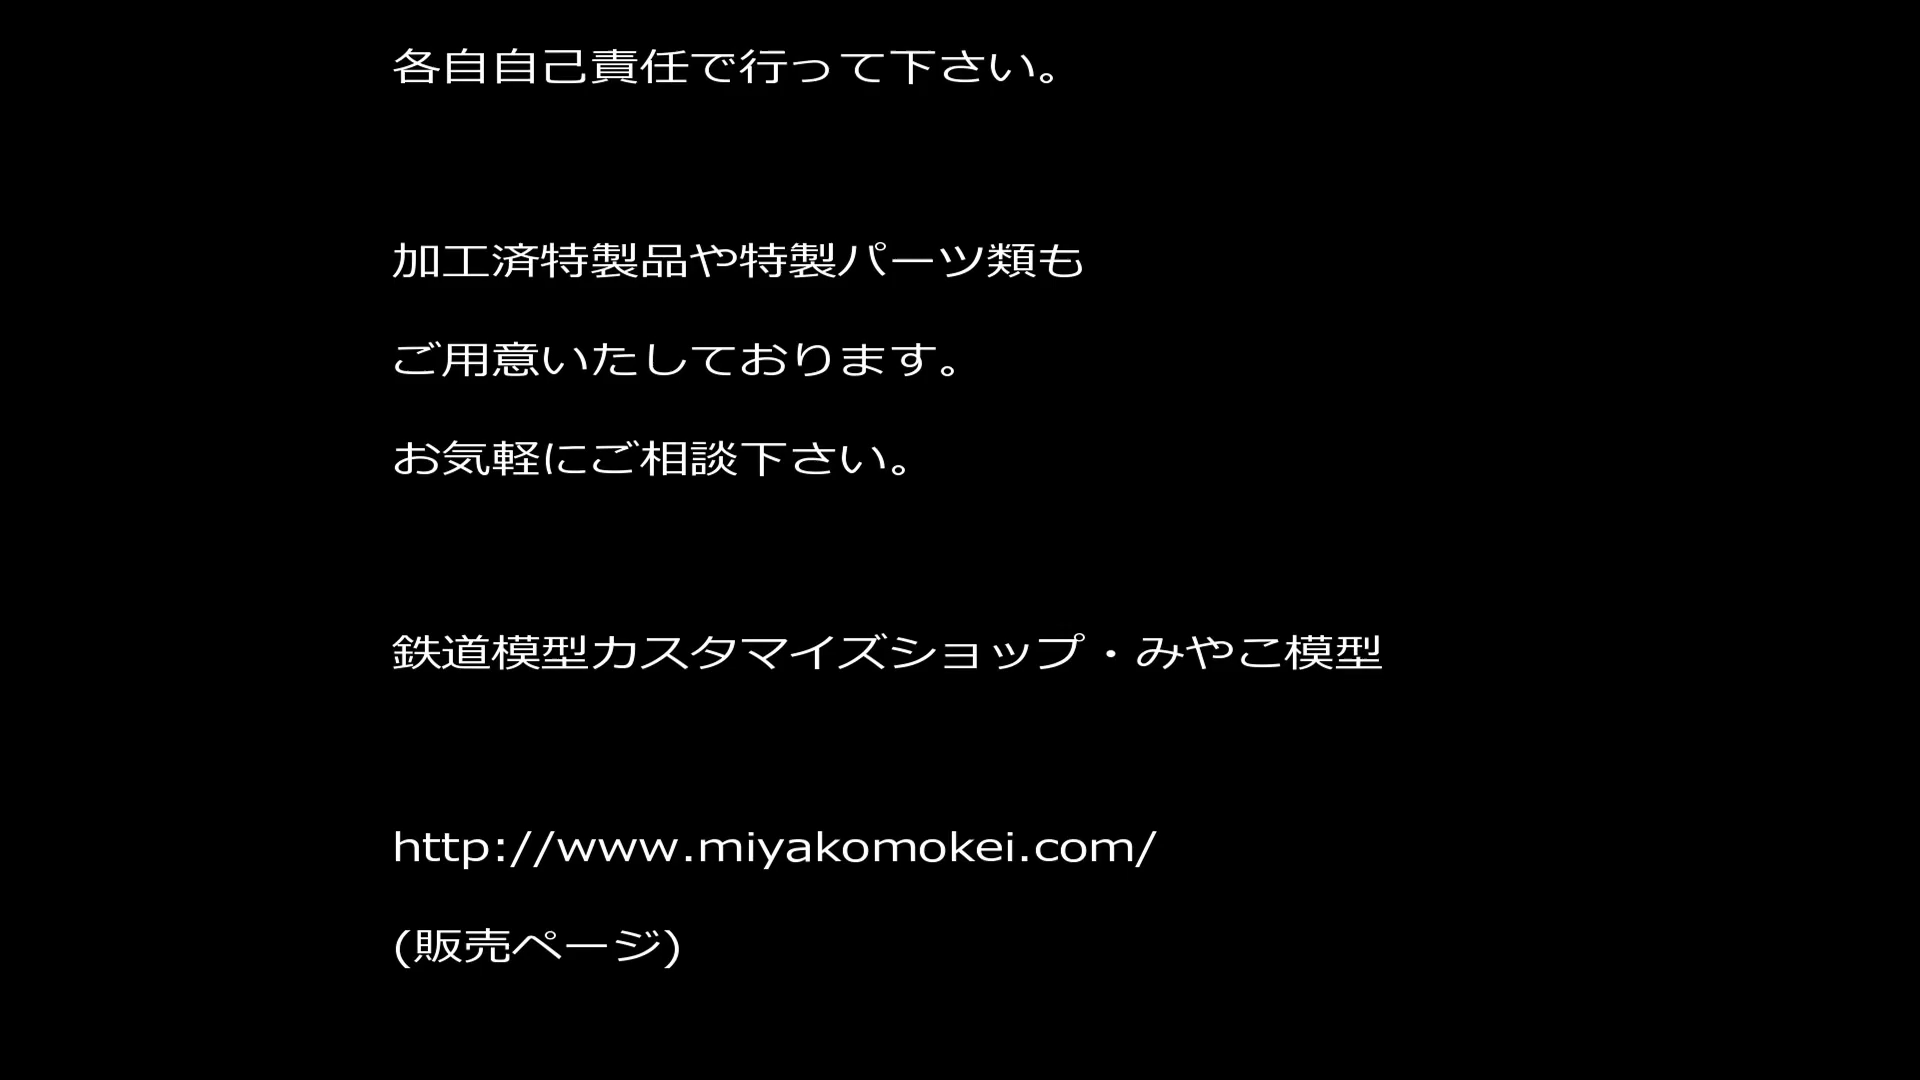 各自自己責任で行って下さい。
加工済特製品や特製パーツ類も
ご用意いたしております。
お気軽にご相談下さい。
鉄道模型カスタマイズショップ・みやこ模型
http://www.miyakomokei.com/
(販売ページ)